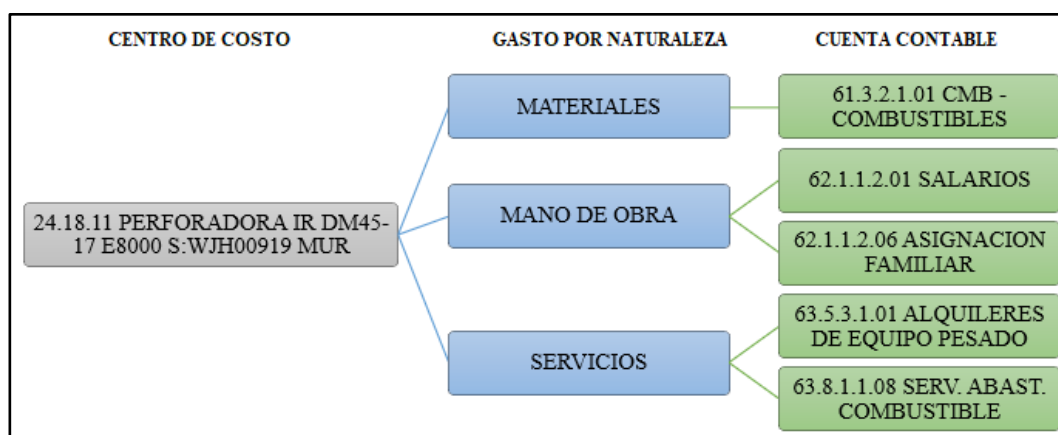 CENTRO DE COSTO
GASTO POR NATURALEZA
CUENTA CONTABLE
24.18.11 PERFORADORA IR DM45-
17 E8000 S:WJH00919 MUR
MATERIALES
61.3.2.1.01 CMB -
COMBUSTIBLES
MANO DE OBRA
62.1.1.2.01 SALARIOS
62.1.1.2.06 ASIGNACION
FAMILIAR
SERVICIOS
63.5.3.1.01 ALQUILERES
DE EQUIPO PESADO
63.8.1.1.08 SERV. ABAST.
COMBUSTIBLE